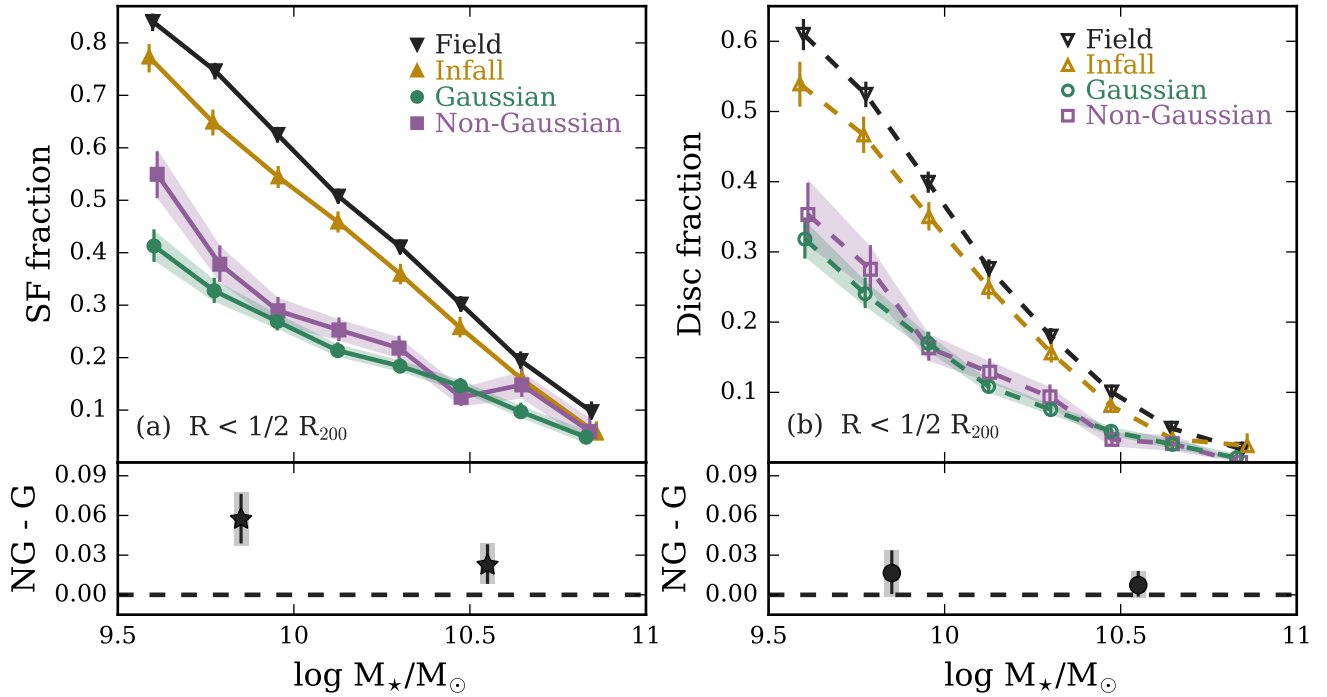 SF fraction
0.8
0.7
0.6
0.5
0.4
0.3
0.2
0.1
Field
Infall
Gaussian
Non-Gaussian
(a) R < 1/2 R₂₀₀
NG - G
0.09
0.06
0.03
0.00
9.5
10
10.5
11
log M⋆/M⊙
Disc fraction
0.6
0.5
0.4
0.3
0.2
0.1
Field
Infall
Gaussian
Non-Gaussian
(b) R < 1/2 R₂₀₀
NG - G
0.09
0.06
0.03
0.00
9.5
10
10.5
11
log M⋆/M⊙